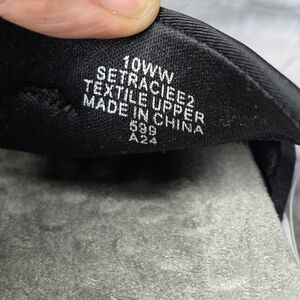 10WW
SETRACIEE2
TEXTILE UPPER
MADE IN CHINA
599
A24